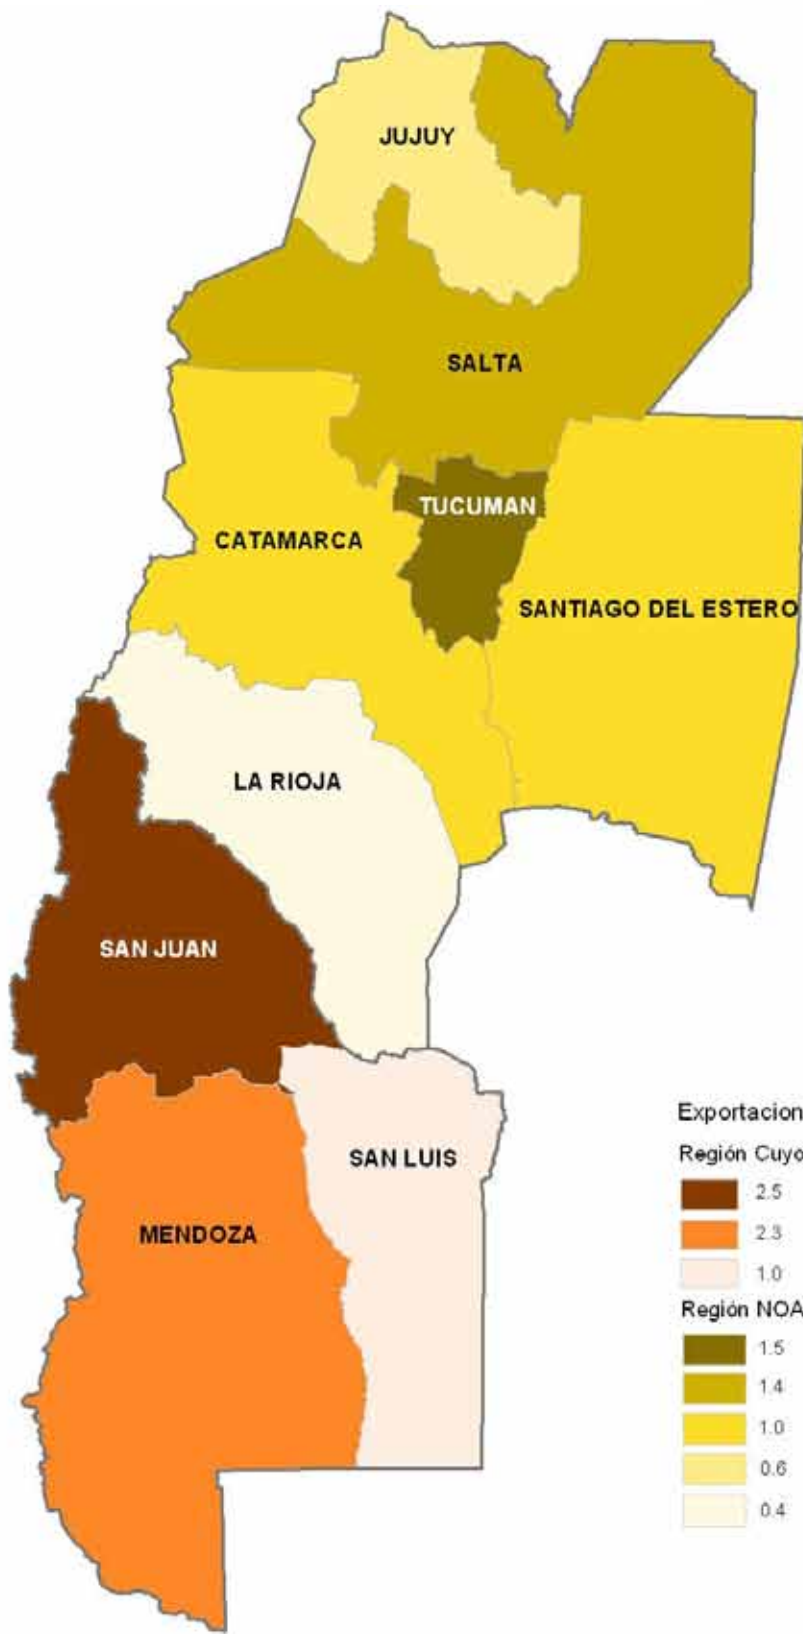 JUJUY
SALTA
TUCUMAN
CATAMARCA
SANTIAGO DEL ESTERO
LA RIOJA
SAN JUAN
SAN LUIS
MENDOZA
Exportacion
Región Cuyo
2.5
2.3
1.0
Región NOA
1.5
1.4
1.0
0.6
0.4